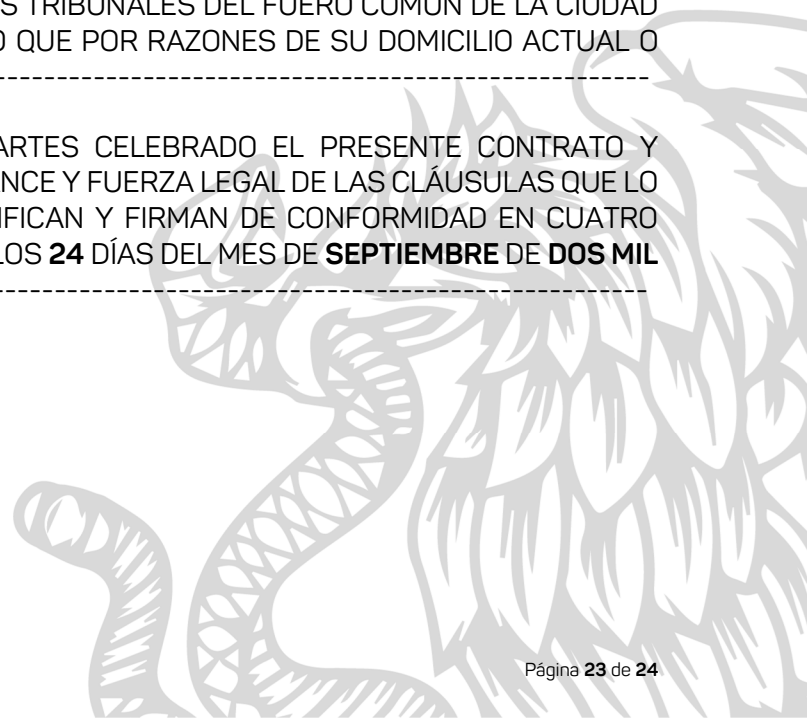 S TRIBUNALES DEL FUERO COMÚN DE LA CIUDAD
O QUE POR RAZONES DE SU DOMICILIO ACTUAL O
--------------------------------------------------------------------
ARTES CELEBRADO EL PRESENTE CONTRATO Y
NCE Y FUERZA LEGAL DE LAS CLÁUSULAS QUE LO
IFICAN Y FIRMAN DE CONFORMIDAD EN CUATRO
LOS 24 DÍAS DEL MES DE SEPTIEMBRE DE DOS MIL
--------------------------------------------------------------------
Página 23 de 24